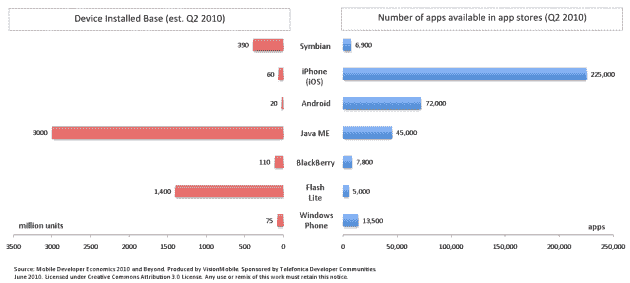 Device Installed Base (est. Q2 2010)
Number of apps available in app stores (Q2 2010)
390 Symbian 6,900
60 iPhone (iOS) 225,000
20 Android 72,000
3000 Java ME 45,000
110 BlackBerry 7,800
1,400 Flash Lite 5,000
75 Windows Phone 13,500
million units
apps
3500 3000 2500 2000 1500 1000 500 0
0 50,000 100,000 150,000 200,000 250,000
Source: Mobile Developer Economics 2010 and Beyond. Produced by VisionMobile. Sponsored by Telefonica Developer Communities.
June 2010. Licensed under Creative Commons Attribution 3.0 License. Any use or remix of this work must retain this notice.